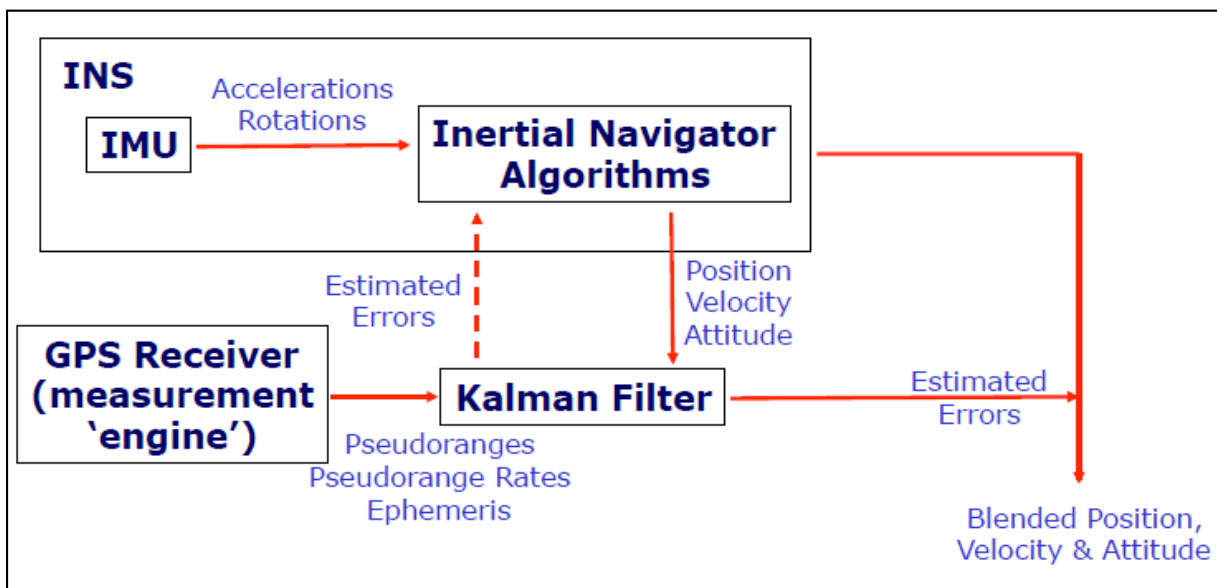 INS
Accelerations
Rotations
IMU
Inertial Navigator
Algorithms
Estimated
Errors
Position
Velocity
Attitude
GPS Receiver
(measurement
‘engine’)
Kalman Filter
Estimated
Errors
Pseudoranges
Pseudorange Rates
Ephemeris
Blended Position,
Velocity & Attitude